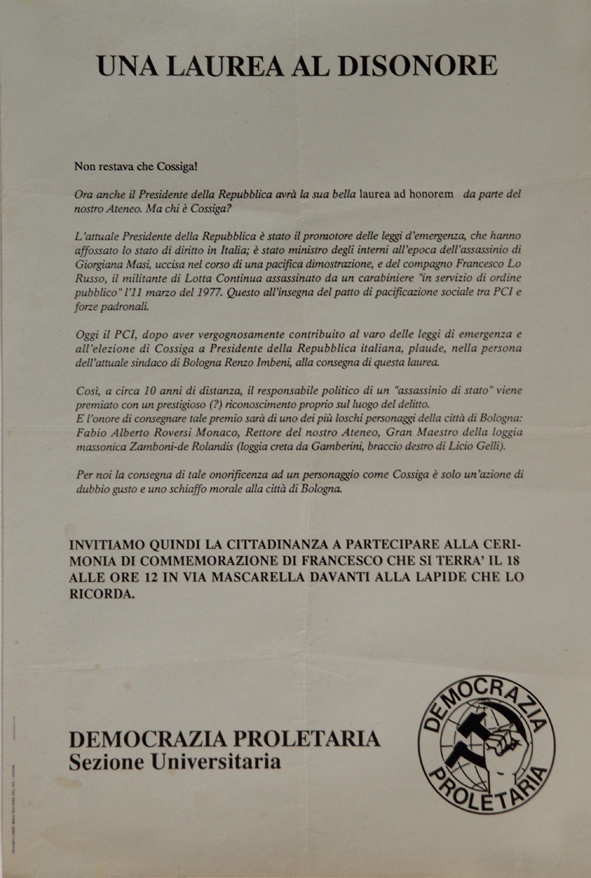 UNA LAUREA AL DISONORE
Non restava che Cossiga!
Ora anche il Presidente della Repubblica avrà la sua bella laurea ad honorem da parte del
nostro Ateneo. Ma chi è Cossiga?
L'attuale Presidente della Repubblica è stato il promotore delle leggi d'emergenza, che hanno
affossato lo stato di diritto in Italia; è stato ministro degli interni all'epoca dell'assassinio di
Giorgiana Masi, uccisa nel corso di una pacifica dimostrazione, e del compagno Francesco Lo
Russo, il militante di Lotta Continua assassinato da un carabiniere "in servizio di ordine
pubblico" l'11 marzo del 1977. Questo all'insegna del patto di pacificazione sociale tra PCI e
forze padronali.
Oggi il PCI, dopo aver vergognosamente contribuito al varo delle leggi di emergenza e
all'elezione di Cossiga a Presidente della Repubblica italiana, plaude, nella persona
dell'attuale sindaco di Bologna Renzo Imbeni, alla consegna di questa laurea.
Così, a circa 10 anni di distanza, il responsabile politico di un "assassinio di stato" viene
premiato con un prestigioso (?) riconoscimento proprio sul luogo del delitto.
E l'onore di consegnare tale premio sarà di uno dei più loschi personaggi della città di Bologna:
Fabio Alberto Roversi Monaco, Rettore del nostro Ateneo, Gran Maestro della loggia
massonica Zamboni-de Rolandis (loggia creta da Gamberini, braccio destro di Licio Gelli).
Per noi la consegna di tale onorificenza ad un personaggio come Cossiga è solo un'azione di
dubbio gusto e uno schiaffo morale alla città di Bologna.
INVITIAMO QUINDI LA CITTADINANZA A PARTECIPARE ALLA CERI-
MONIA DI COMMEMORAZIONE DI FRANCESCO CHE SI TERRA' IL 18
ALLE ORE 12 IN VIA MASCARELLA DAVANTI ALLA LAPIDE CHE LO
RICORDA.
DEMOCRAZIA PROLETARIA
Sezione Universitaria
DEMOCRAZIA
PROLETARIA